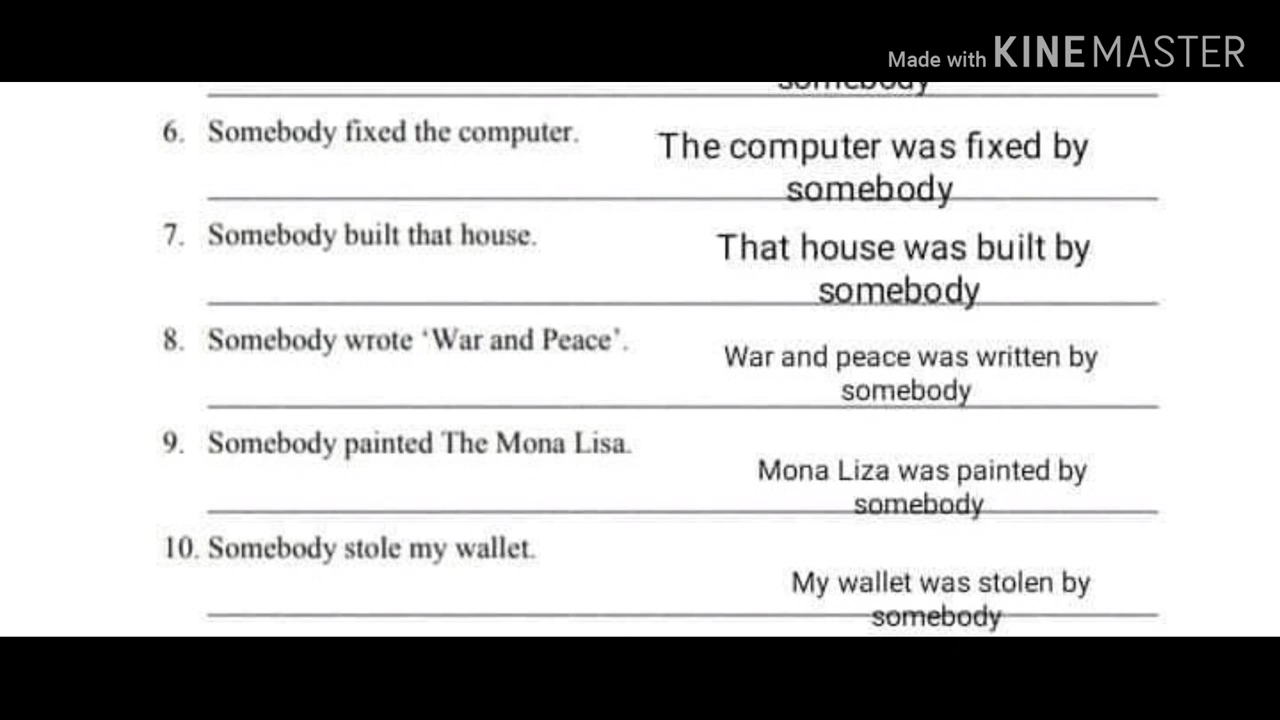 Made with KINEMASTER
somebody
6. Somebody fixed the computer.
The computer was fixed by
somebody
7. Somebody built that house.
That house was built by
somebody
8. Somebody wrote ‘War and Peace’.
War and peace was written by
somebody
9. Somebody painted The Mona Lisa.
Mona Liza was painted by
somebody
10. Somebody stole my wallet.
My wallet was stolen by
somebody